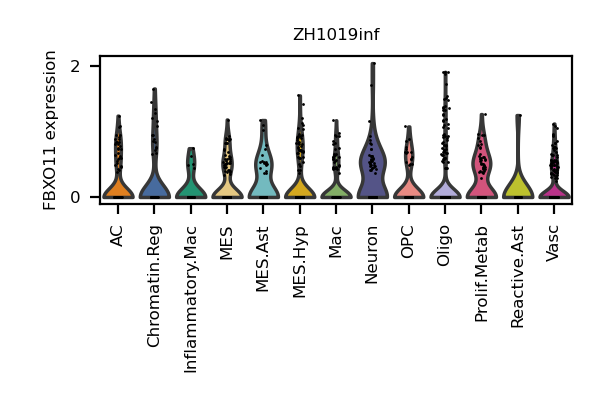 ZH1019inf
FBXO11 expression
2
0
AC
Chromatin.Reg
Inflammatory.Mac
MES
MES.Ast
MES.Hyp
Mac
Neuron
OPC
Oligo
Prolif.Metab
Reactive.Ast
Vasc